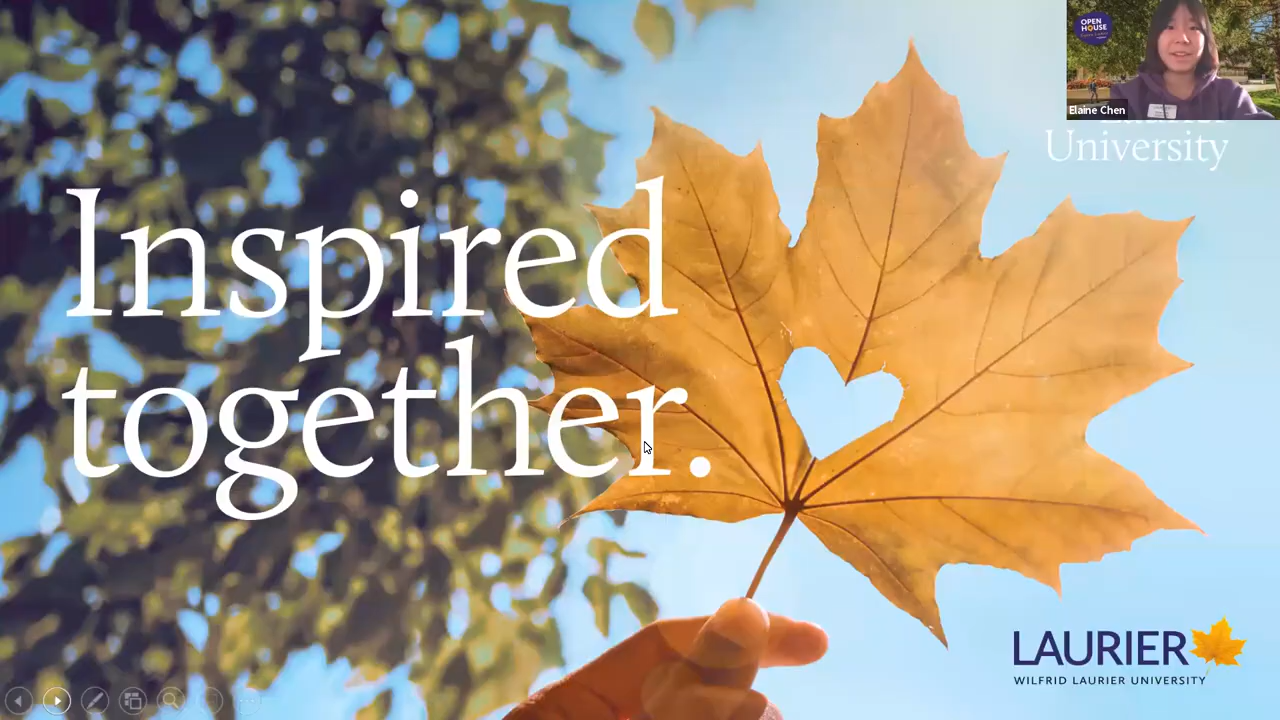 OPEN
HOUSE
Elaine Chen
University
Inspired
together.
LAURIER
WILFRID LAURIER UNIVERSITY